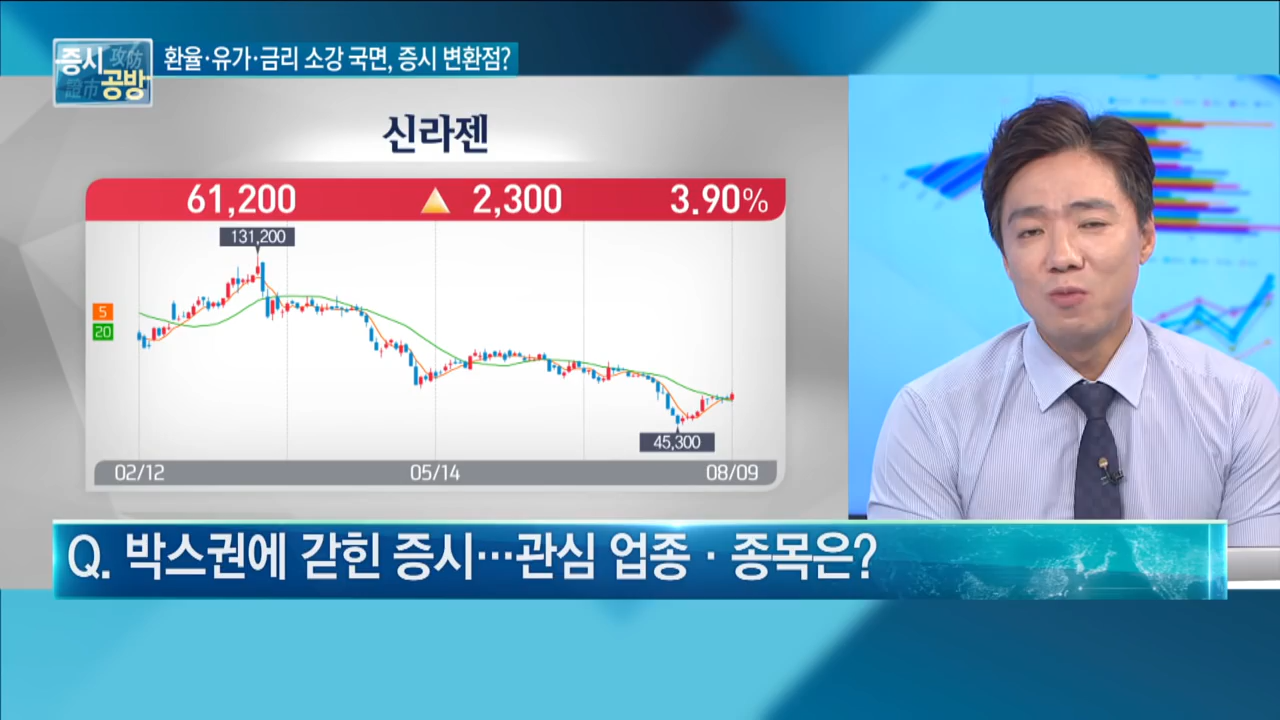 증시 攻防
證市 공방
환율·유가·금리 소강 국면, 증시 변환점?
신라젠
61,200 ▲ 2,300 3.90%
131,200
5
20
45,300
02/12 05/14 08/09
Q. 박스권에 갇힌 증시…관심 업종·종목은?